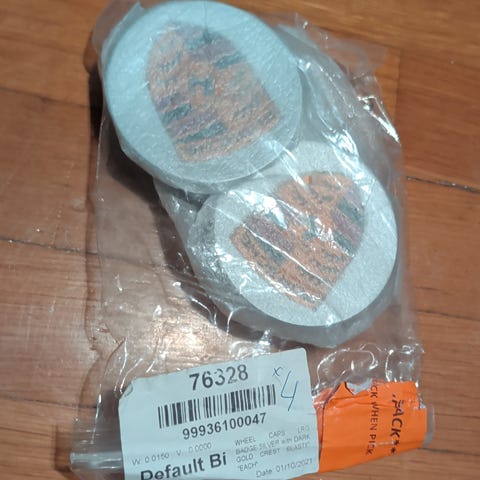 76328
x4
99936100047
W: 0.0150 V: 0.0000
Default Bi
WHEEL CAPS LRG
BADGE SILVER with DARK
GOLD CREST PLASTIC
"EACH"
Date: 01/10/2021
PACK**
CK WHEN PICK